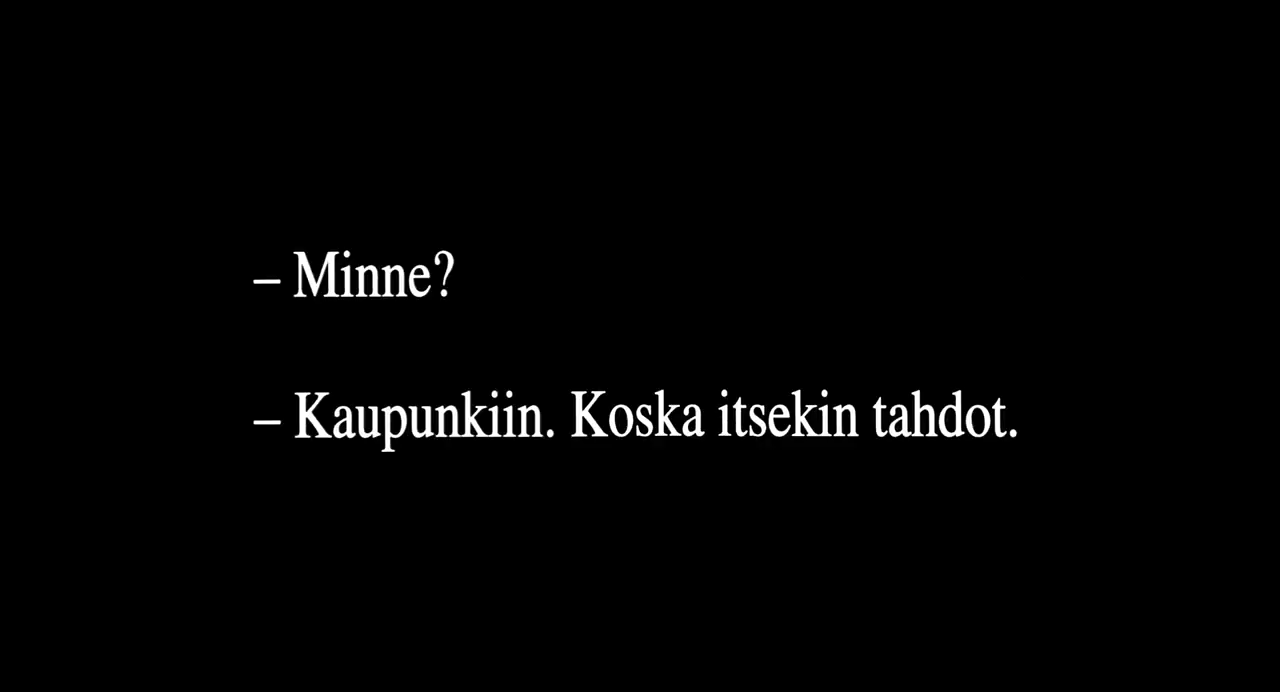 – Minne?
– Kaupunkiin. Koska itsekin tahdot.